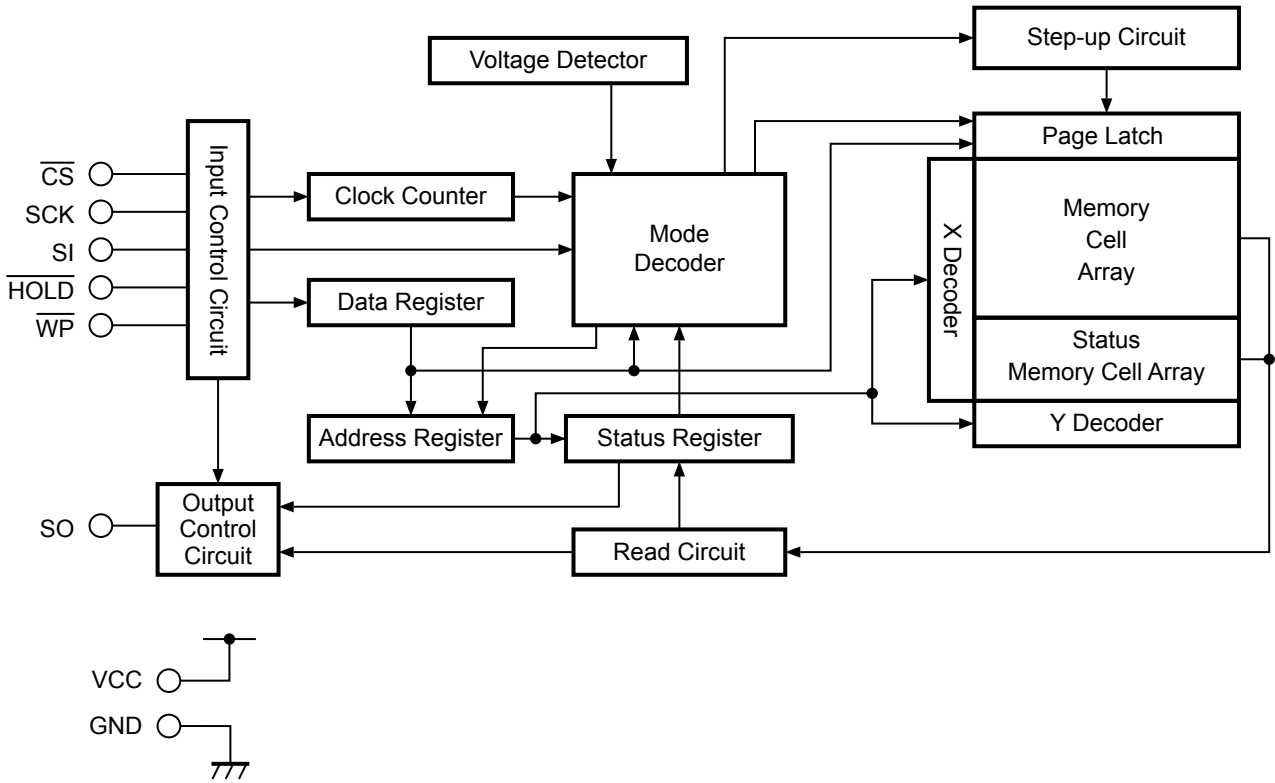 Step-up Circuit
Voltage Detector
Page Latch
Input Control Circuit
CS
SCK
SI
HOLD
WP
Clock Counter
Mode
Decoder
Data Register
X Decoder
Memory
Cell
Array
Status
Memory Cell Array
Y Decoder
Address Register
Status Register
SO
Output
Control
Circuit
Read Circuit
VCC
GND